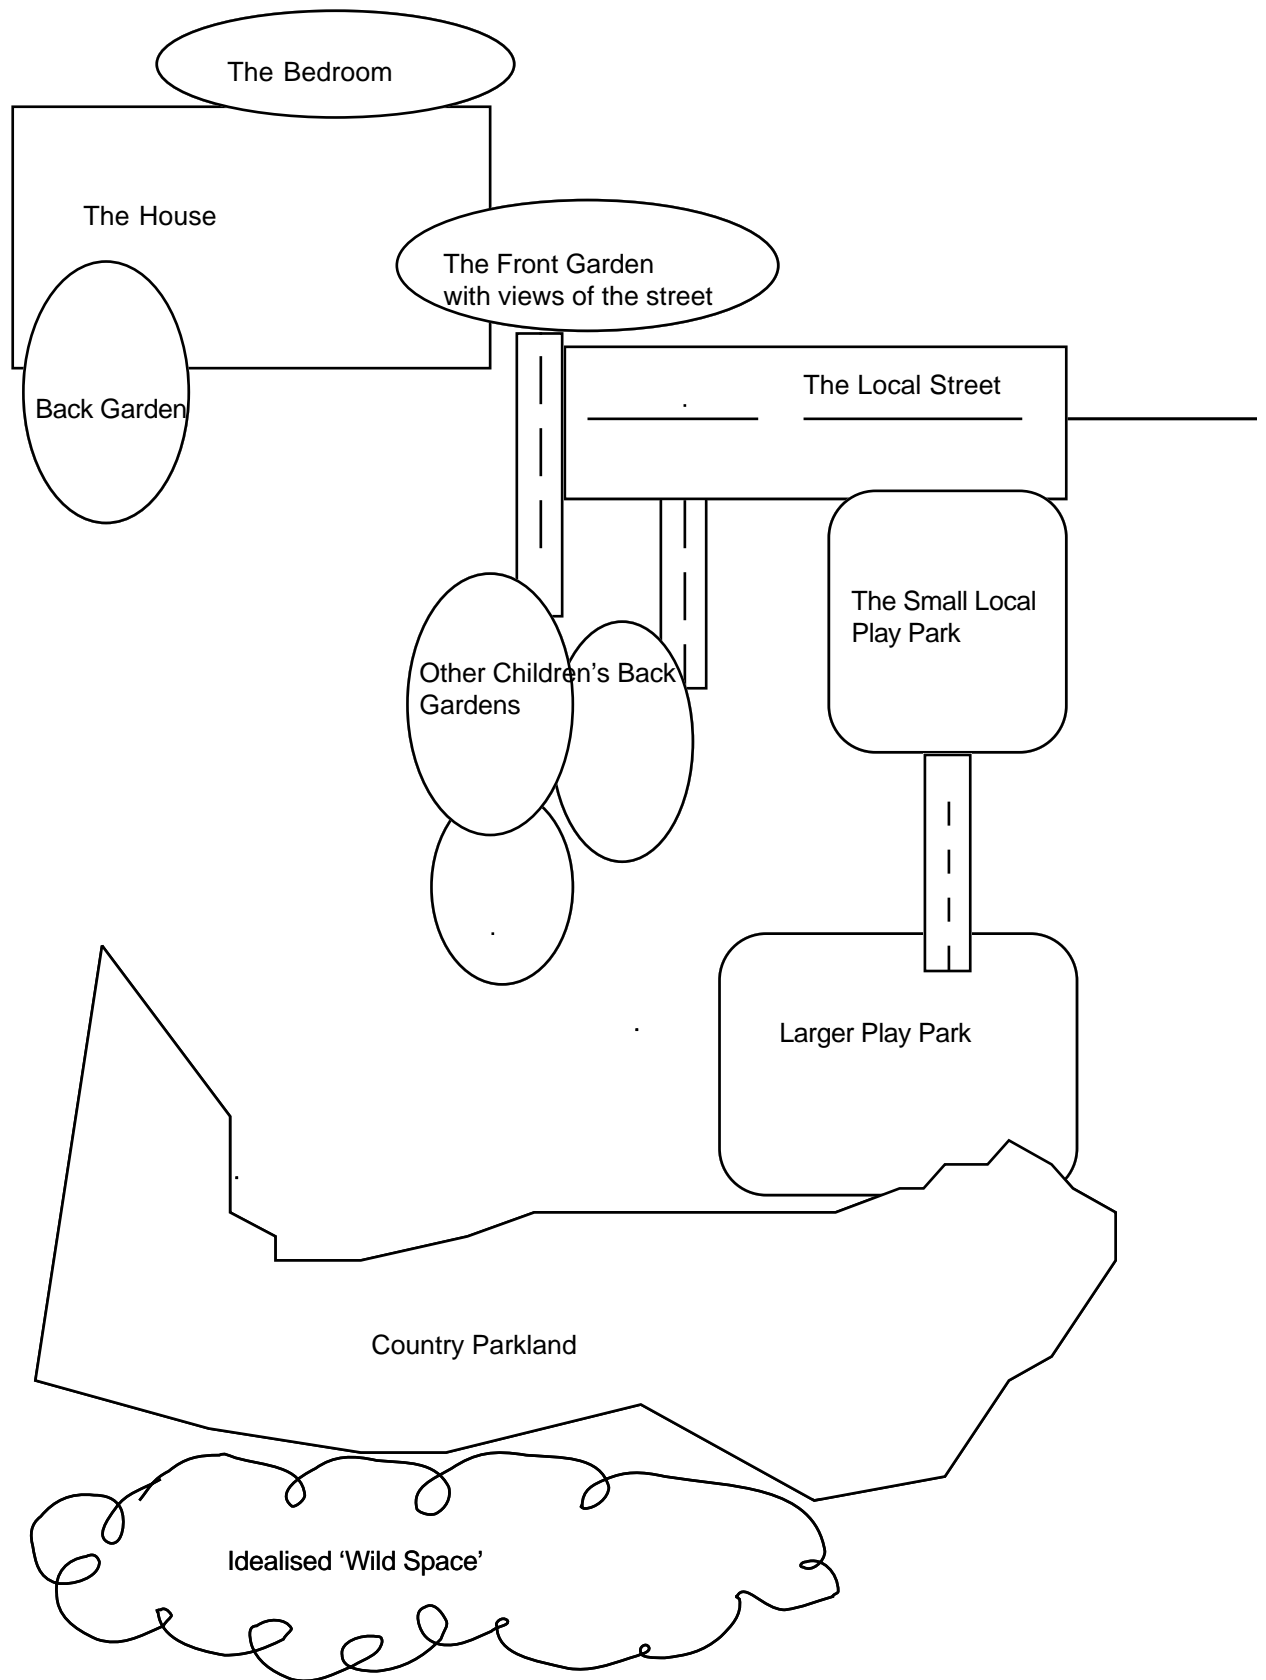 The Bedroom
The House
The Front Garden
with views of the street
The Local Street
Back Garden
The Small Local
Play Park
Other Children’s Back
Gardens
Larger Play Park
Country Parkland
Idealised ‘Wild Space’